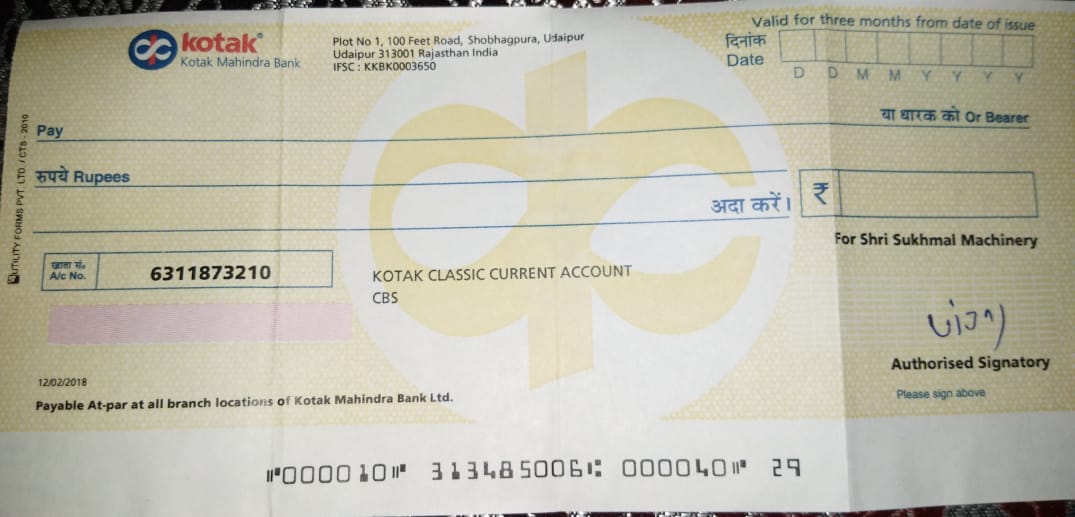 kotak®
Kotak Mahindra Bank
Plot No 1, 100 Feet Road, Shobhagpura, Udaipur
Udaipur 313001 Rajasthan India
IFSC : KKBK0003650
Valid for three months from date of issue
दिनांक
Date
D D M M Y Y Y Y
Pay
या धारक को Or Bearer
रुपये Rupees
अदा करें।
₹
For Shri Sukhmal Machinery
खाता सं.
A/c No.
6311873210
KOTAK CLASSIC CURRENT ACCOUNT
CBS
Authorised Signatory
Please sign above
12/02/2018
Payable At-par at all branch locations of Kotak Mahindra Bank Ltd.
⑈000010⑈ 313485006⑆ 000040⑈ 29
UTILITY FORMS PVT. LTD. / CTS - 2010